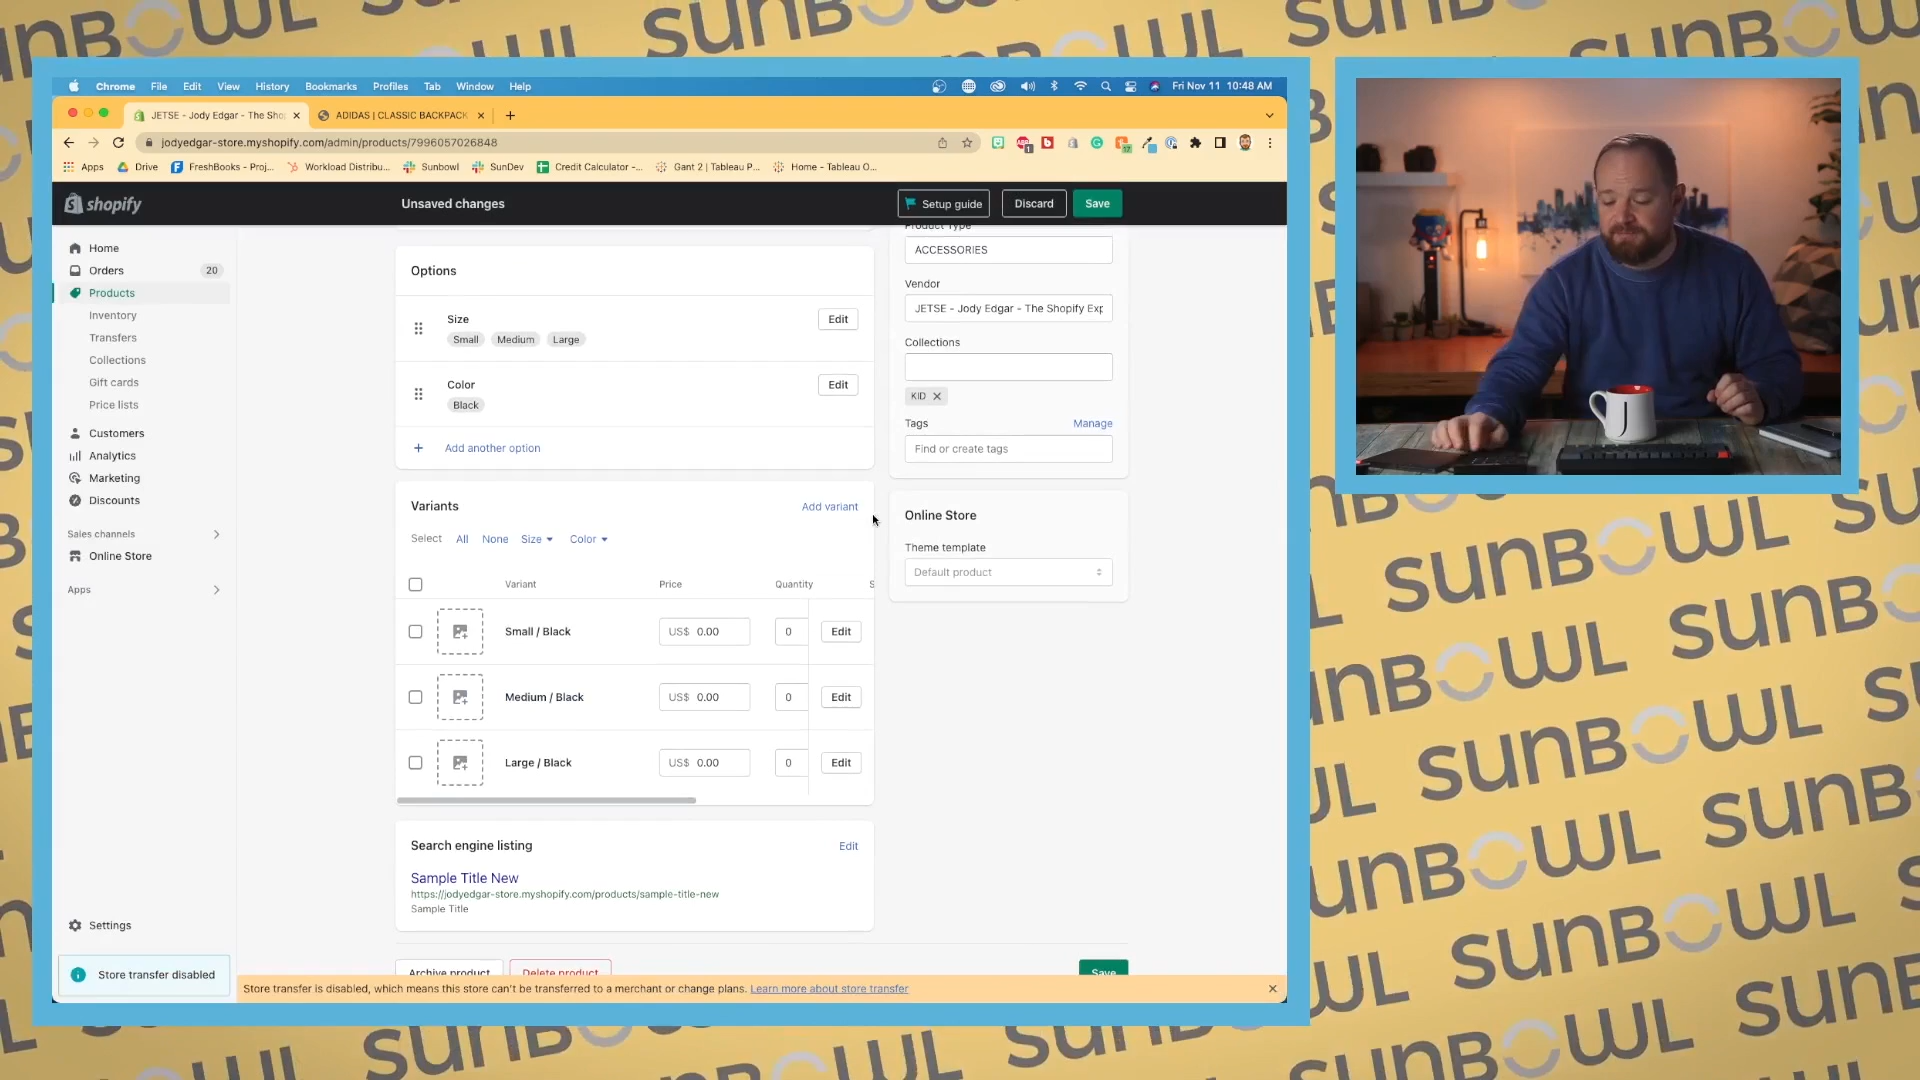 Chrome File Edit View History Bookmarks Profiles Tab Window Help Fri Nov 11 10:48 AM
JETSE - Jody Edgar - The Sho
ADIDAS | CLASSIC BACKPACK
jodyedgar-store.myshopify.com/admin/products/7996057026848
Apps Drive FreshBooks - Proj... Workload Distribu... Sunbowl SunDev Credit Calculator -... Gant 2 | Tableau P... Home - Tableau O...
shopify
Unsaved changes
Setup guide
Discard
Save
Home
Orders 20
Products
Inventory
Transfers
Collections
Gift cards
Price lists
Customers
Analytics
Marketing
Discounts
Sales channels
Online Store
Apps
Settings
Store transfer disabled
Options
Size
Small Medium Large
Edit
Color
Black
Edit
Add another option
Variants
Add variant
Select All None Size Color
Variant Price Quantity S
Small / Black US$ 0.00 0 Edit
Medium / Black US$ 0.00 0 Edit
Large / Black US$ 0.00 0 Edit
Search engine listing
Edit
Sample Title New
https://jodyedgar-store.myshopify.com/products/sample-title-new
Sample Title
Archive product
Delete product
Save
Product Type
ACCESSORIES
Vendor
JETSE - Jody Edgar - The Shopify Exp
Collections
KID
Tags
Manage
Find or create tags
Online Store
Theme template
Default product
Store transfer is disabled, which means this store can't be transferred to a merchant or change plans. Learn more about store transfer
J
SUNBOWL
SUNBOWL
SUNBOWL
SUNBOWL
SUNBOWL
SUNBOWL
SUNBOWL